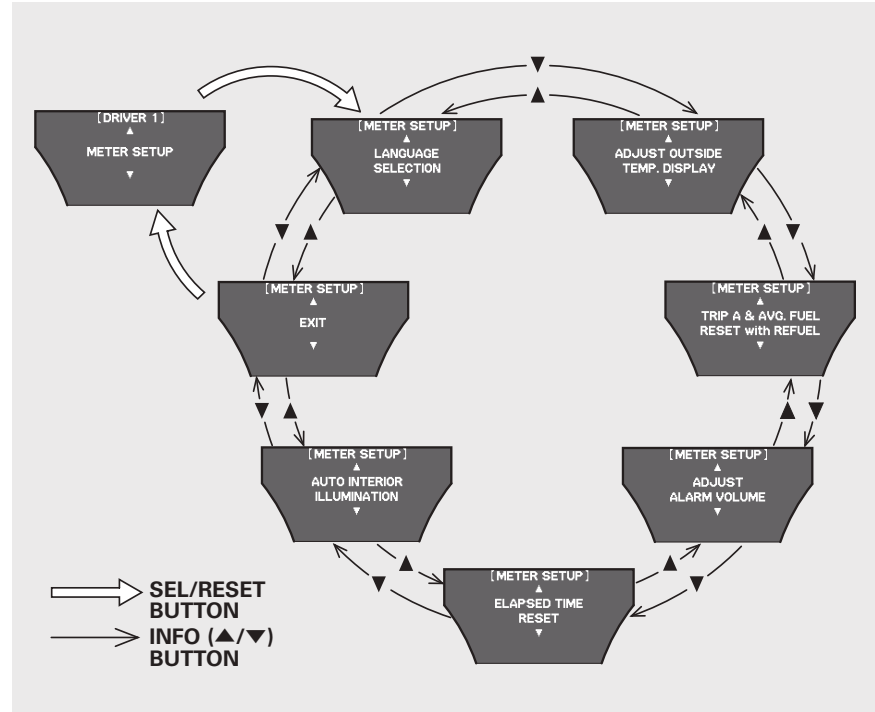 [DRIVER 1]
▲
METER SETUP
▼
[METER SETUP]
▲
LANGUAGE
SELECTION
▼
[METER SETUP]
▲
ADJUST OUTSIDE
TEMP. DISPLAY
▼
[METER SETUP]
▲
TRIP A & AVG. FUEL
RESET with REFUEL
▼
[METER SETUP]
▲
ADJUST
ALARM VOLUME
▼
[METER SETUP]
▲
ELAPSED TIME
RESET
▼
[METER SETUP]
▲
AUTO INTERIOR
ILLUMINATION
▼
[METER SETUP]
▲
EXIT
▼
SEL/RESET
BUTTON
INFO (▲/▼)
BUTTON